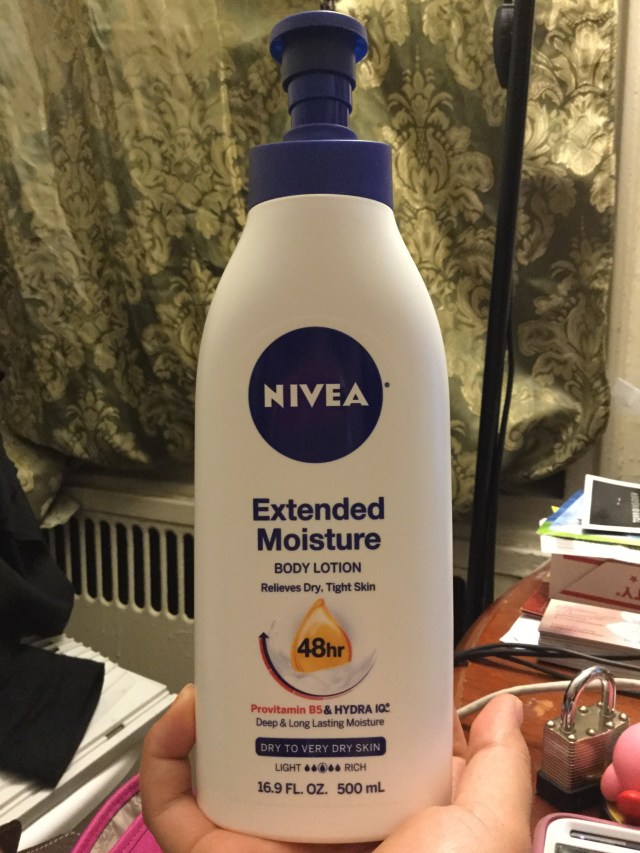 NIVEA
Extended
Moisture
BODY LOTION
Relieves Dry, Tight Skin
48hr
Provitamin B5 & HYDRA IQ
Deep & Long Lasting Moisture
DRY TO VERY DRY SKIN
LIGHT RICH
16.9 FL. OZ. 500 mL